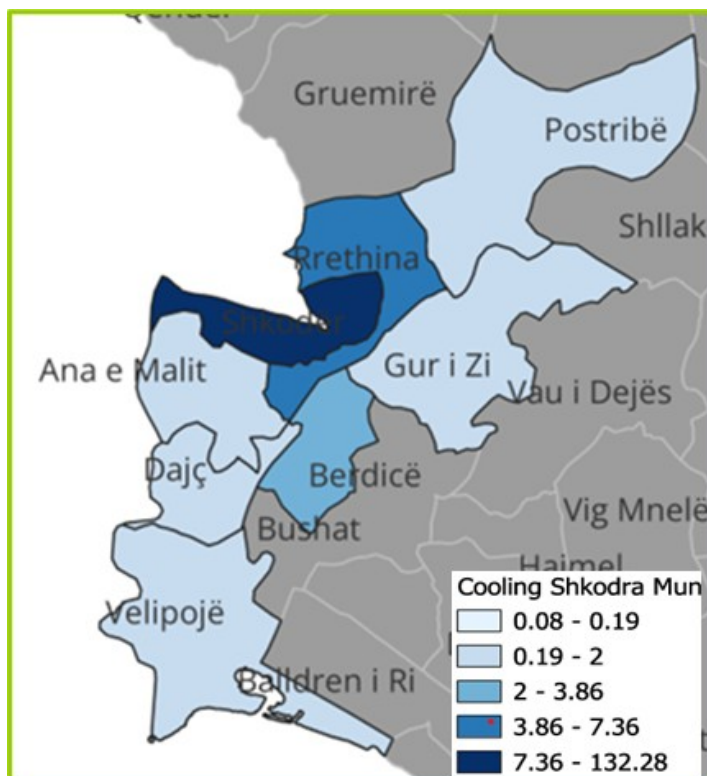 Gruemirë
Postribë
Shllak
Rrethina
Shkodër
Ana e Malit
Gur i Zi
Vau i Dejës
Dajç
Berdicë
Bushat
Vig Mnelë
Hajmel
Velipojë
Balldren i Ri
Cooling Shkodra Mun
0.08 - 0.19
0.19 - 2
2 - 3.86
3.86 - 7.36
7.36 - 132.28